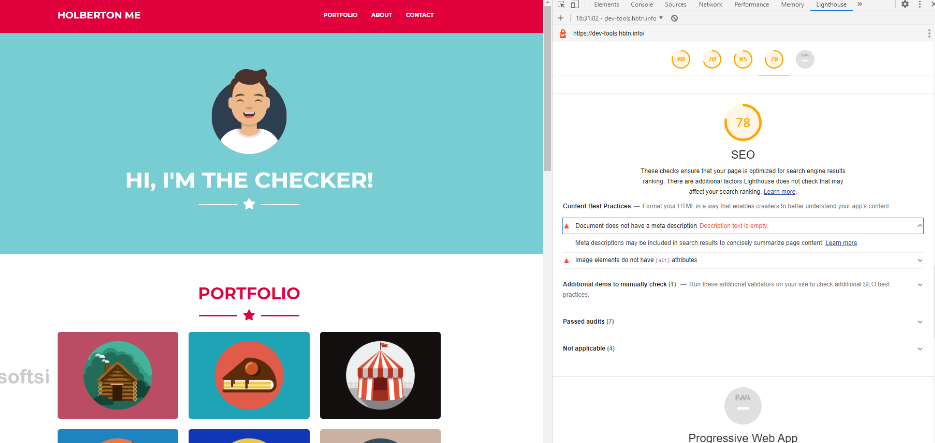 HOLBERTON ME
PORTFOLIO ABOUT CONTACT
HI, I'M THE CHECKER!
PORTFOLIO
softsi
Elements Console Sources Network Performance Memory Lighthouse »
+ 16:31:02 - dev-tools.hbtn.info
https://dev-tools.hbtn.info/
78
78
SEO
These checks ensure that your page is optimized for search engine results
ranking. There are additional factors Lighthouse does not check that may
affect your search ranking. Learn more.
Content Best Practices — Format your HTML in a way that enables crawlers to better understand your app's content.
Document does not have a meta description Description text is empty.
Meta descriptions may be included in search results to concisely summarize page content. Learn more.
Image elements do not have [alt] attributes
Additional items to manually check (1) — Run these additional validators on your site to check additional SEO best
practices.
Passed audits (7)
Not applicable (4)
PWA
Progressive Web App